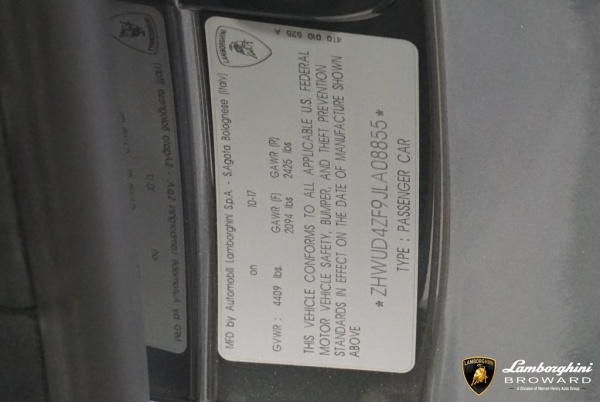 410 010 525 A
LAMBORGHINI
MFD by Automobili Lamborghini S.p.A. - S.Agata Bolognese (Italy)
on 10-17
GVWR : 4409 lbs. GAWR (F) 2094 lbs GAWR (R) 2425 lbs
THIS VEHICLE CONFORMS TO ALL APPLICABLE U.S. FEDERAL
MOTOR VEHICLE SAFETY, BUMPER, AND THEFT PREVENTION
STANDARDS IN EFFECT ON THE DATE OF MANUFACTURE SHOWN
ABOVE
*ZHWUD4ZF9JLA08855*
TYPE : PASSENGER CAR
Lamborghini
BROWARD
A Division of Warren Henry Auto Group